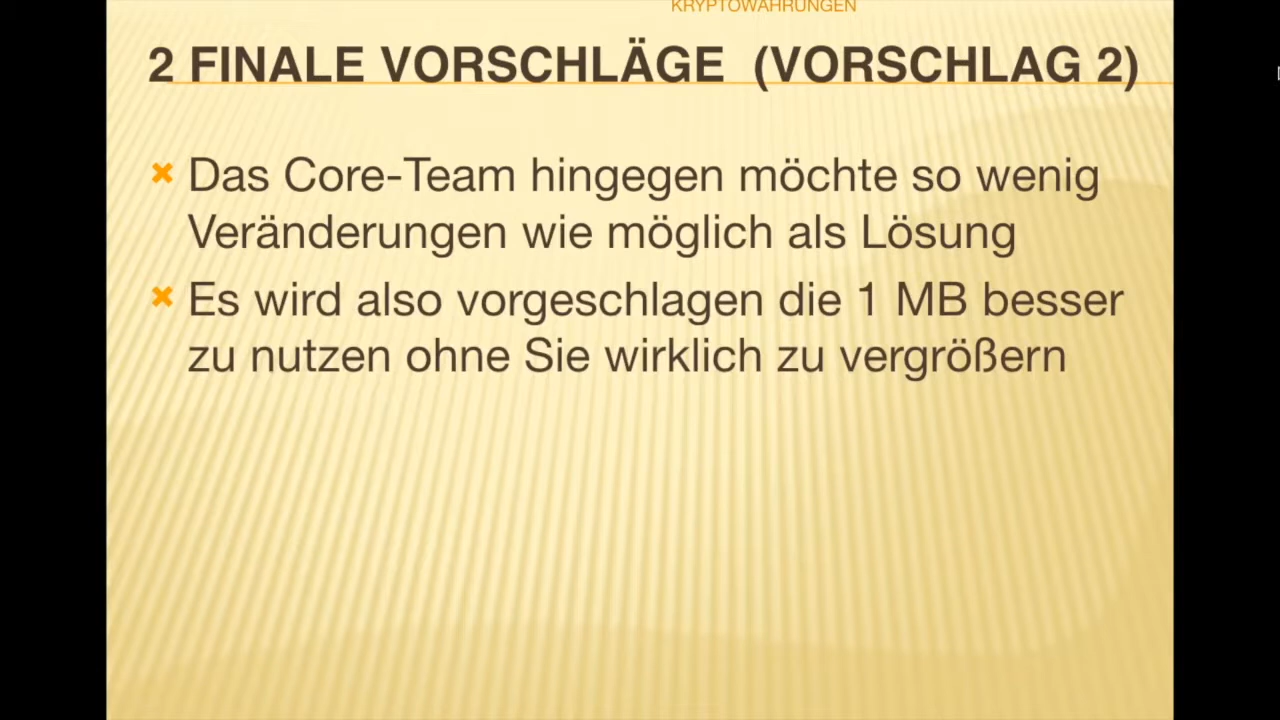 KRYPTOWÄHRUNGEN
2 FINALE VORSCHLÄGE (VORSCHLAG 2)
Das Core-Team hingegen möchte so wenig
Veränderungen wie möglich als Lösung
Es wird also vorgeschlagen die 1 MB besser
zu nutzen ohne Sie wirklich zu vergrößern